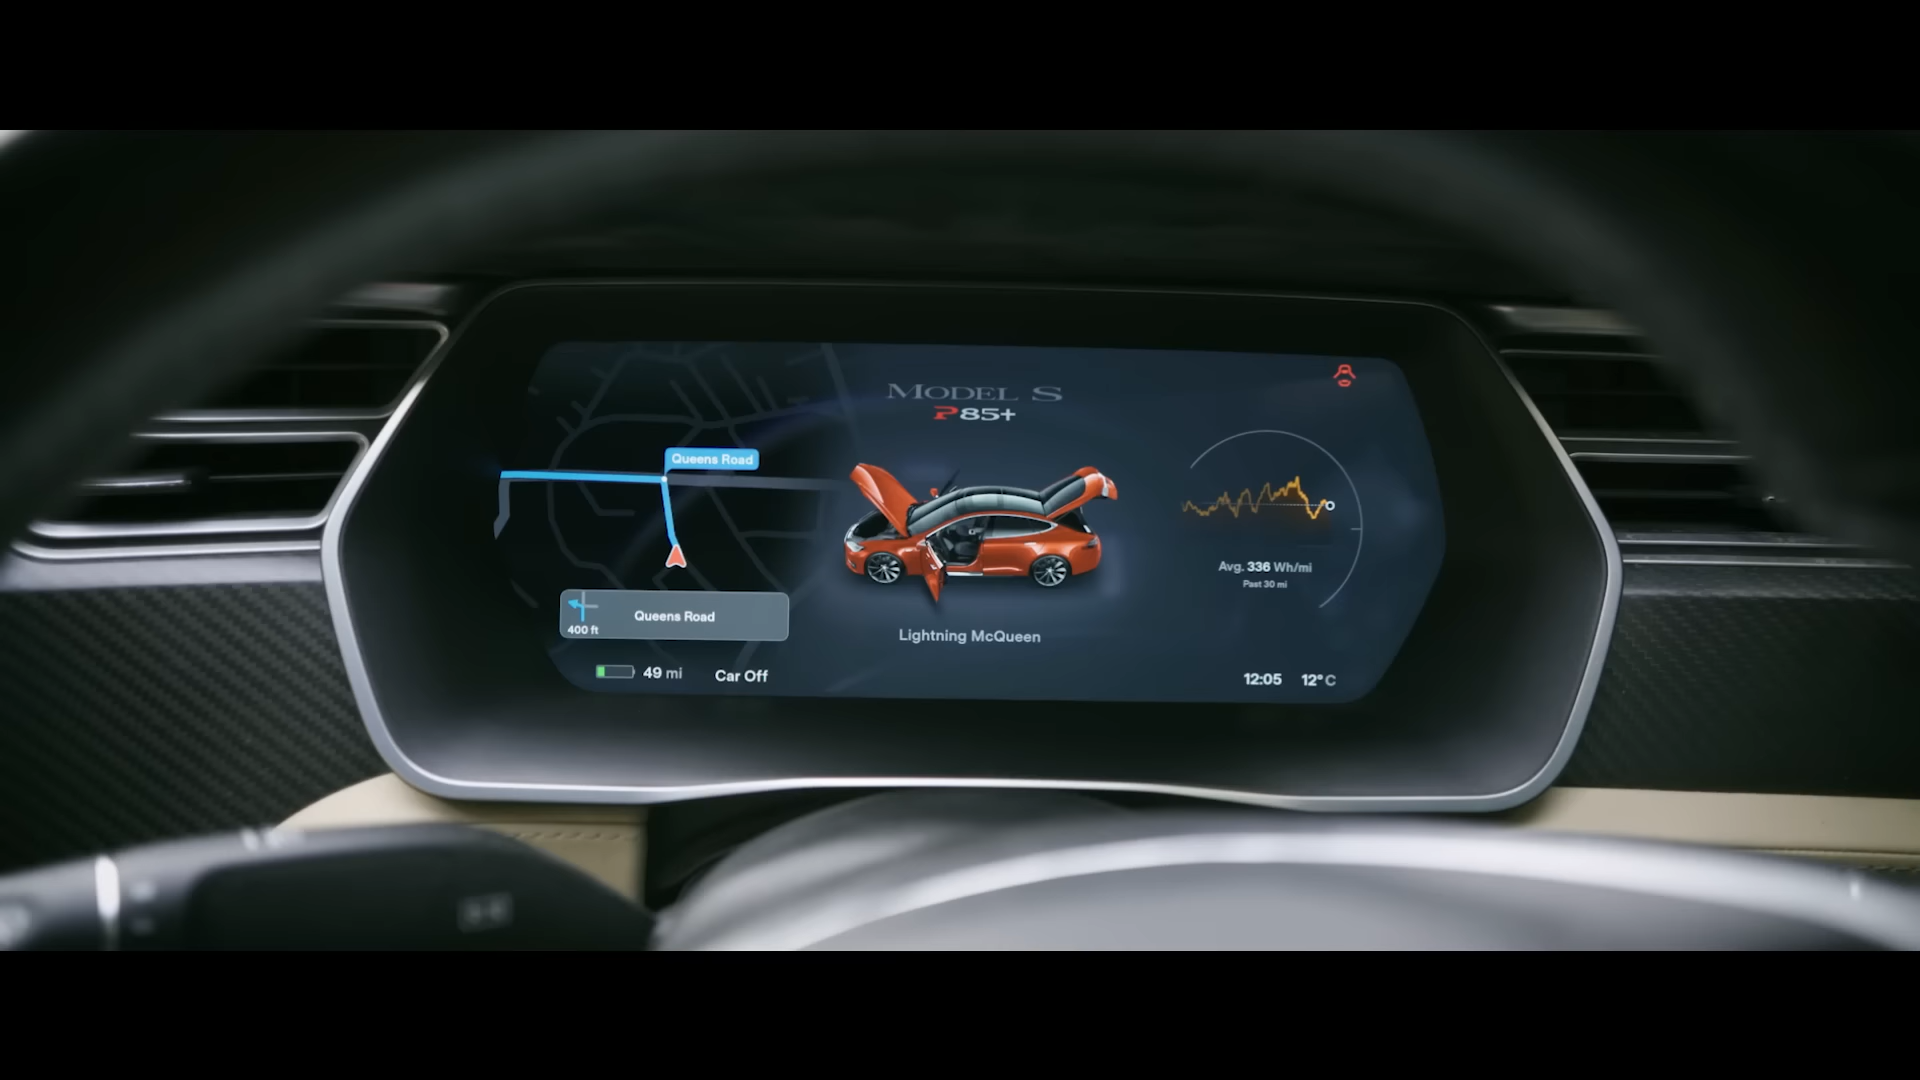 MODEL S
P85+
Queens Road
400 ft
Queens Road
Avg. 336 Wh/mi
Past 30 mi
Lightning McQueen
49 mi
Car Off
12:05
12° C